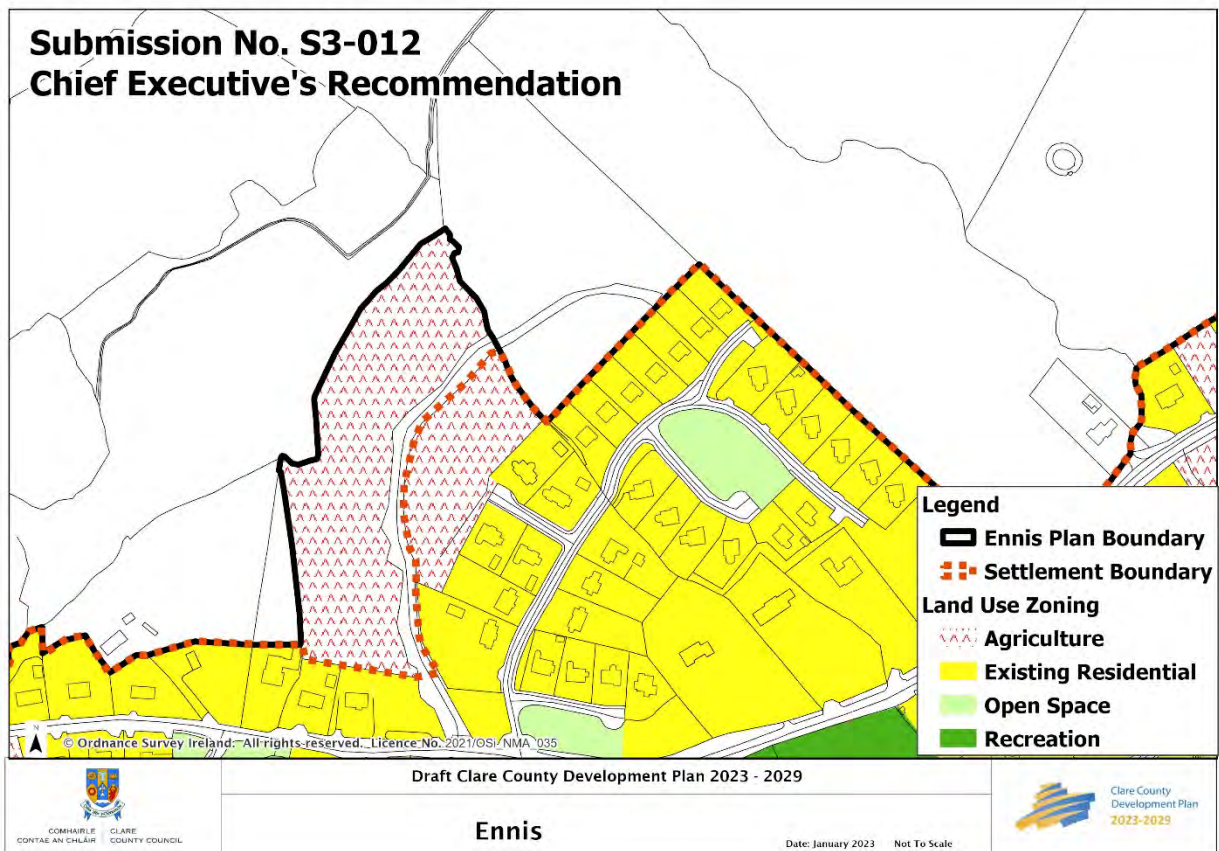 Submission No. S3-012
Chief Executive's Recommendation
Legend
Ennis Plan Boundary
Settlement Boundary
Land Use Zoning
Agriculture
Existing Residential
Open Space
Recreation
N
© Ordnance Survey Ireland. All rights reserved. Licence No. 2021/OSi_NMA_035
COMHAIRLE CONTAE AN CHLÁIR
CLARE COUNTY COUNCIL
Draft Clare County Development Plan 2023 - 2029
Ennis
Date: January 2023 Not To Scale
Clare County
Development Plan
2023-2029